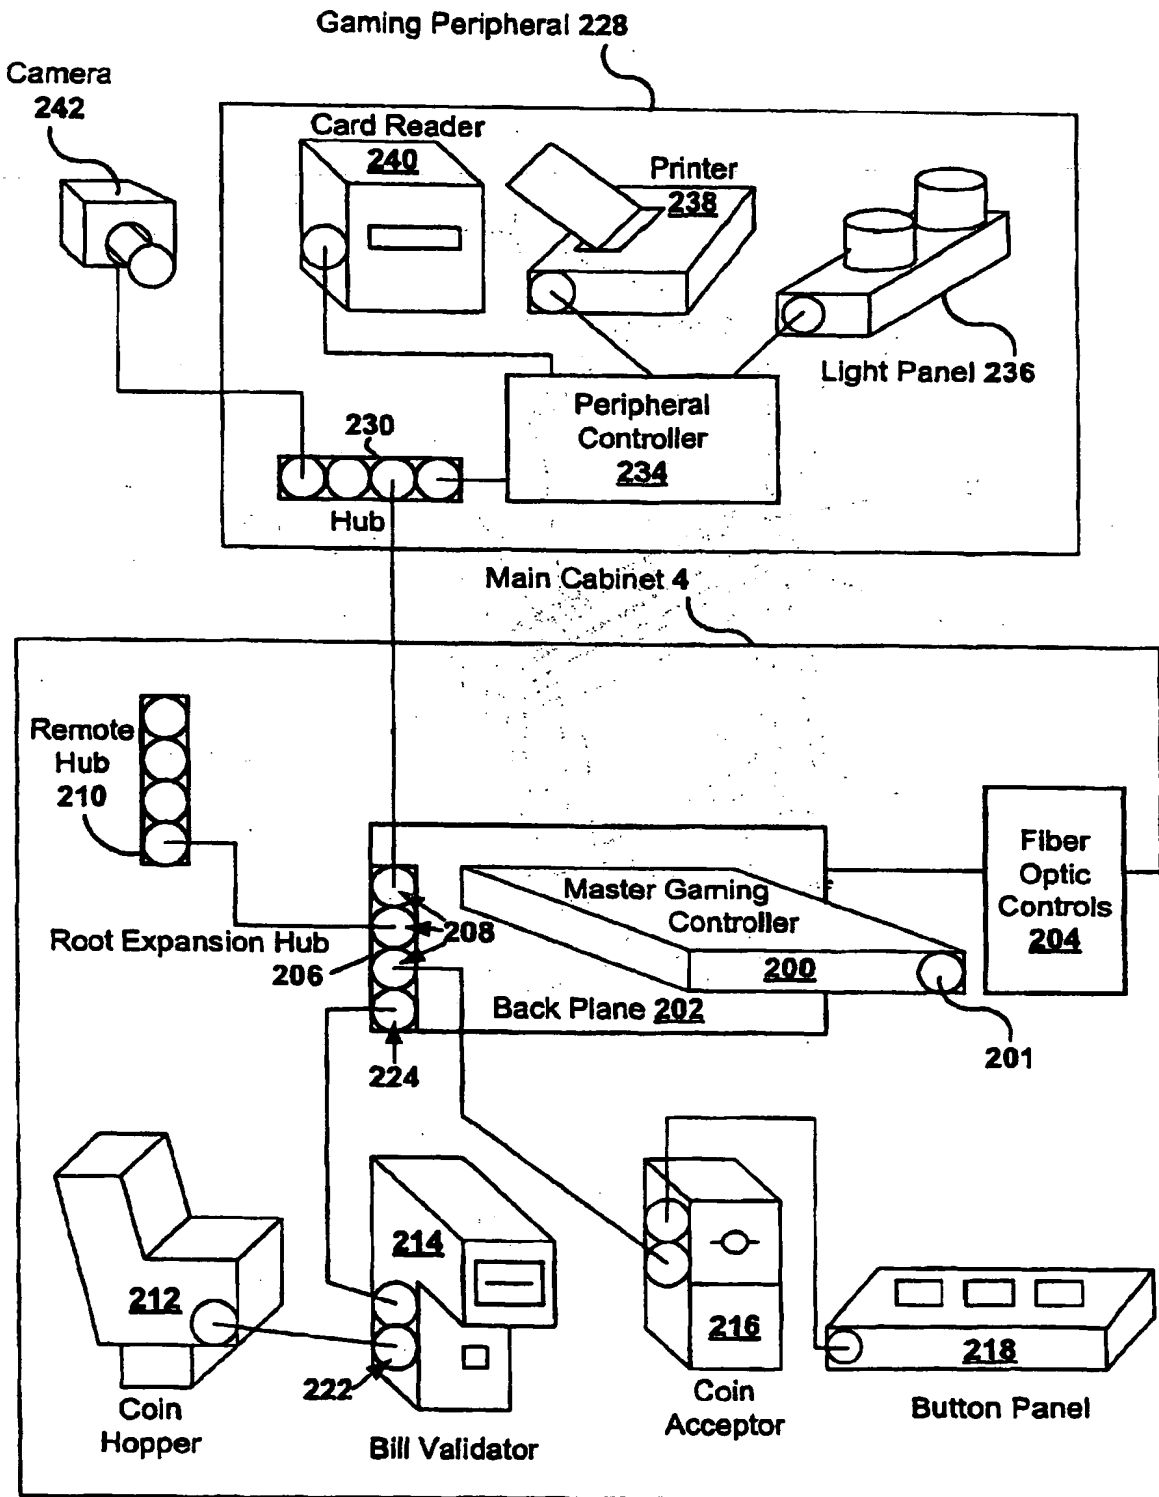 Gaming Peripheral 228
Camera
242
Card Reader
240
Printer
238
Light Panel 236
Peripheral
Controller
234
230
Hub
Main Cabinet 4
Remote
Hub
210
Fiber
Optic
Controls
204
Master Gaming
Controller
200
208
Root Expansion Hub
206
Back Plane 202
201
224
214
212
216
218
222
Coin
Hopper
Bill Validator
Coin
Acceptor
Button Panel